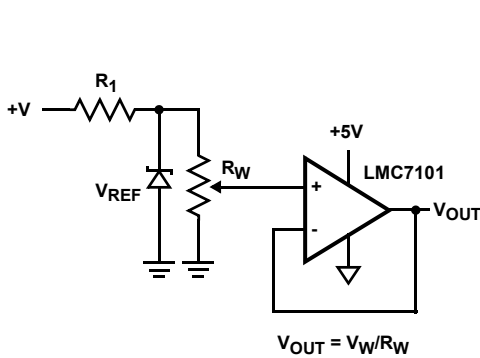 R1
+V
+5V
RW
LMC7101
VREF
+
VOUT
-
VOUT = VW/RW